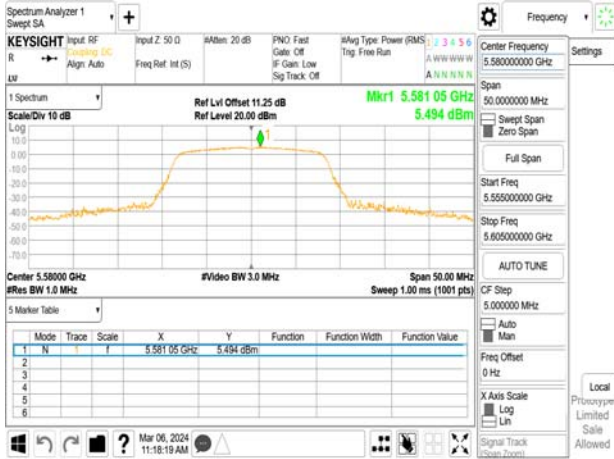 Spectrum Analyzer 1
Swept SA
+
Frequency
KEYSIGHT
Input: RF
Coupling: DC
Align: Auto
R
Input Z: 50 Ω
Freq Ref: Int (S)
#Atten: 20 dB
PNO: Fast
Gate: Off
IF Gain: Low
Sig Track: Off
#Avg Type: Power (RMS
Trig: Free Run
1 2 3 4 5 6
A W W W W W
A N N N N N
1 Spectrum
Scale/Div 10 dB
Log
Ref Lvl Offset 11.25 dB
Ref Level 20.00 dBm
Mkr1 5.581 05 GHz
5.494 dBm
1
10.0
0.00
-10.0
-20.0
-30.0
-40.0
-50.0
-60.0
-70.0
Center 5.58000 GHz
#Res BW 1.0 MHz
#Video BW 3.0 MHz
Span 50.00 MHz
Sweep 1.00 ms (1001 pts)
5 Marker Table
Mode Trace Scale X Y Function Function Width Function Value
1 N 1 f 5.581 05 GHz 5.494 dBm
2
3
4
5
6
Mar 06, 2024
11:18:19 AM
Center Frequency
5.580000000 GHz
Span
50.0000000 MHz
Swept Span
Zero Span
Full Span
Start Freq
5.555000000 GHz
Stop Freq
5.605000000 GHz
AUTO TUNE
CF Step
5.000000 MHz
Auto
Man
Freq Offset
0 Hz
X Axis Scale
Log
Lin
Signal Track
(Span Zoom)
Settings
Local
Prototype
Limited
Sale
Allowed